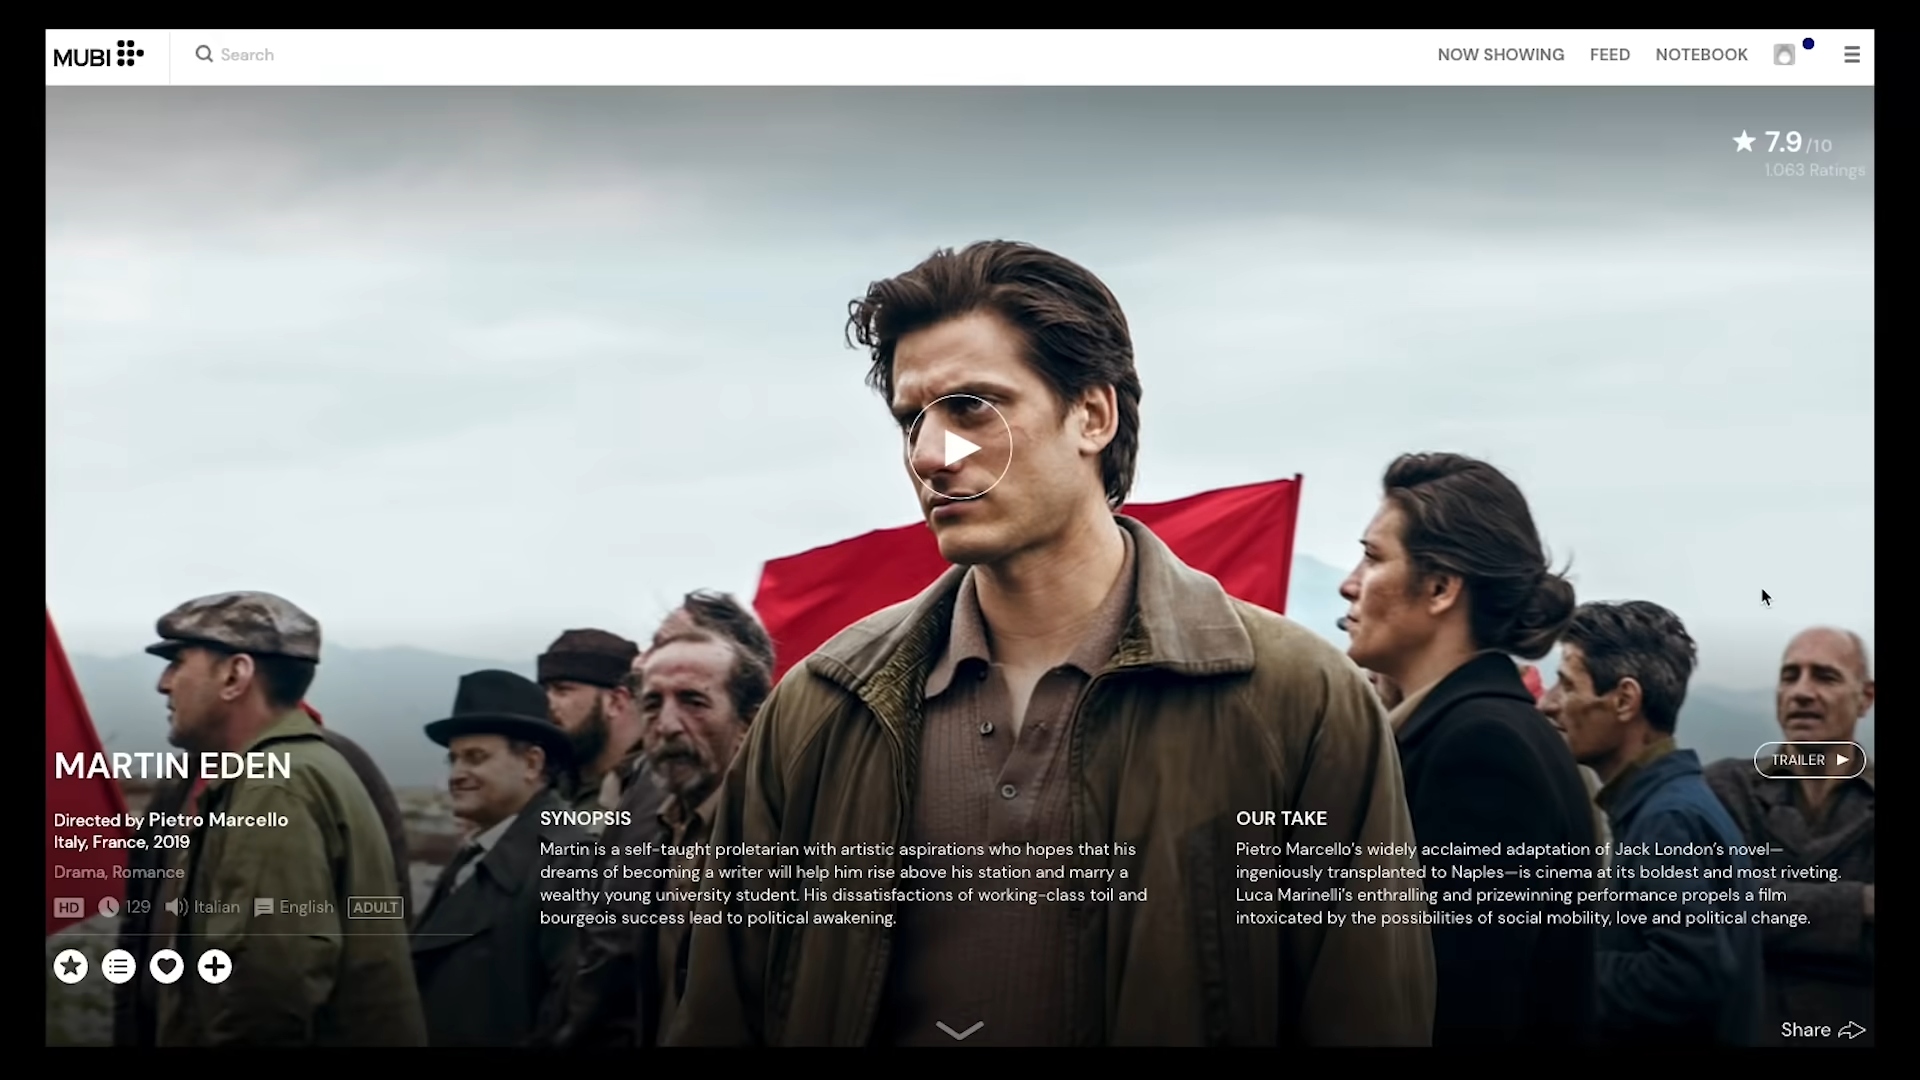 MUBI
Search
NOW SHOWING
FEED
NOTEBOOK
7.9 /10
1.063 Ratings
MARTIN EDEN
Directed by Pietro Marcello
Italy, France, 2019
Drama, Romance
HD 129 Italian English ADULT
SYNOPSIS
Martin is a self-taught proletarian with artistic aspirations who hopes that his
dreams of becoming a writer will help him rise above his station and marry a
wealthy young university student. His dissatisfactions of working-class toil and
bourgeois success lead to political awakening.
TRAILER
OUR TAKE
Pietro Marcello's widely acclaimed adaptation of Jack London's novel—
ingeniously transplanted to Naples—is cinema at its boldest and most riveting.
Luca Marinelli's enthralling and prizewinning performance propels a film
intoxicated by the possibilities of social mobility, love and political change.
Share